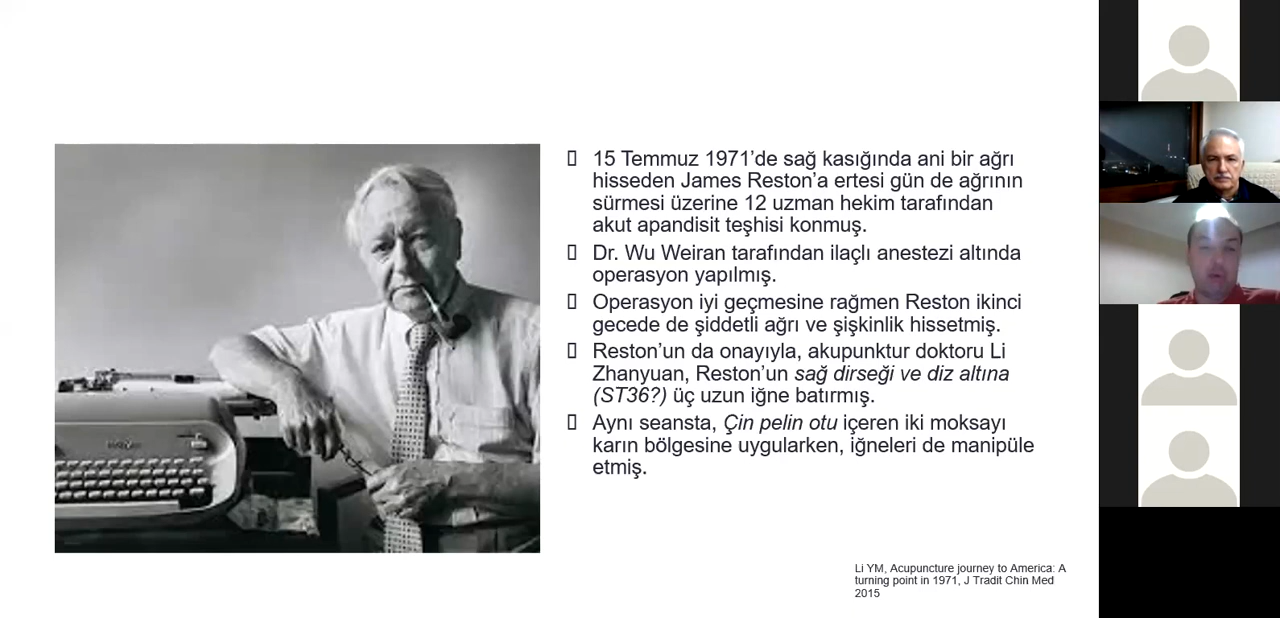 15 Temmuz 1971’de sağ kasığında ani bir ağrı
hisseden James Reston’a ertesi gün de ağrının
sürmesi üzerine 12 uzman hekim tarafından
akut apandisit teşhisi konmuş.
Dr. Wu Weiran tarafından ilaçlı anestezi altında
operasyon yapılmış.
Operasyon iyi geçmesine rağmen Reston ikinci
gecede de şiddetli ağrı ve şişkinlik hissetmiş.
Reston’un da onayıyla, akupunktur doktoru Li
Zhanyuan, Reston’un sağ dirseği ve diz altına
(ST36?) üç uzun iğne batırmış.
Aynı seansta, Çin pelin otu içeren iki moksayı
karın bölgesine uygularken, iğneleri de manipüle
etmiş.
Li YM, Acupuncture journey to America: A
turning point in 1971, J Tradit Chin Med
2015